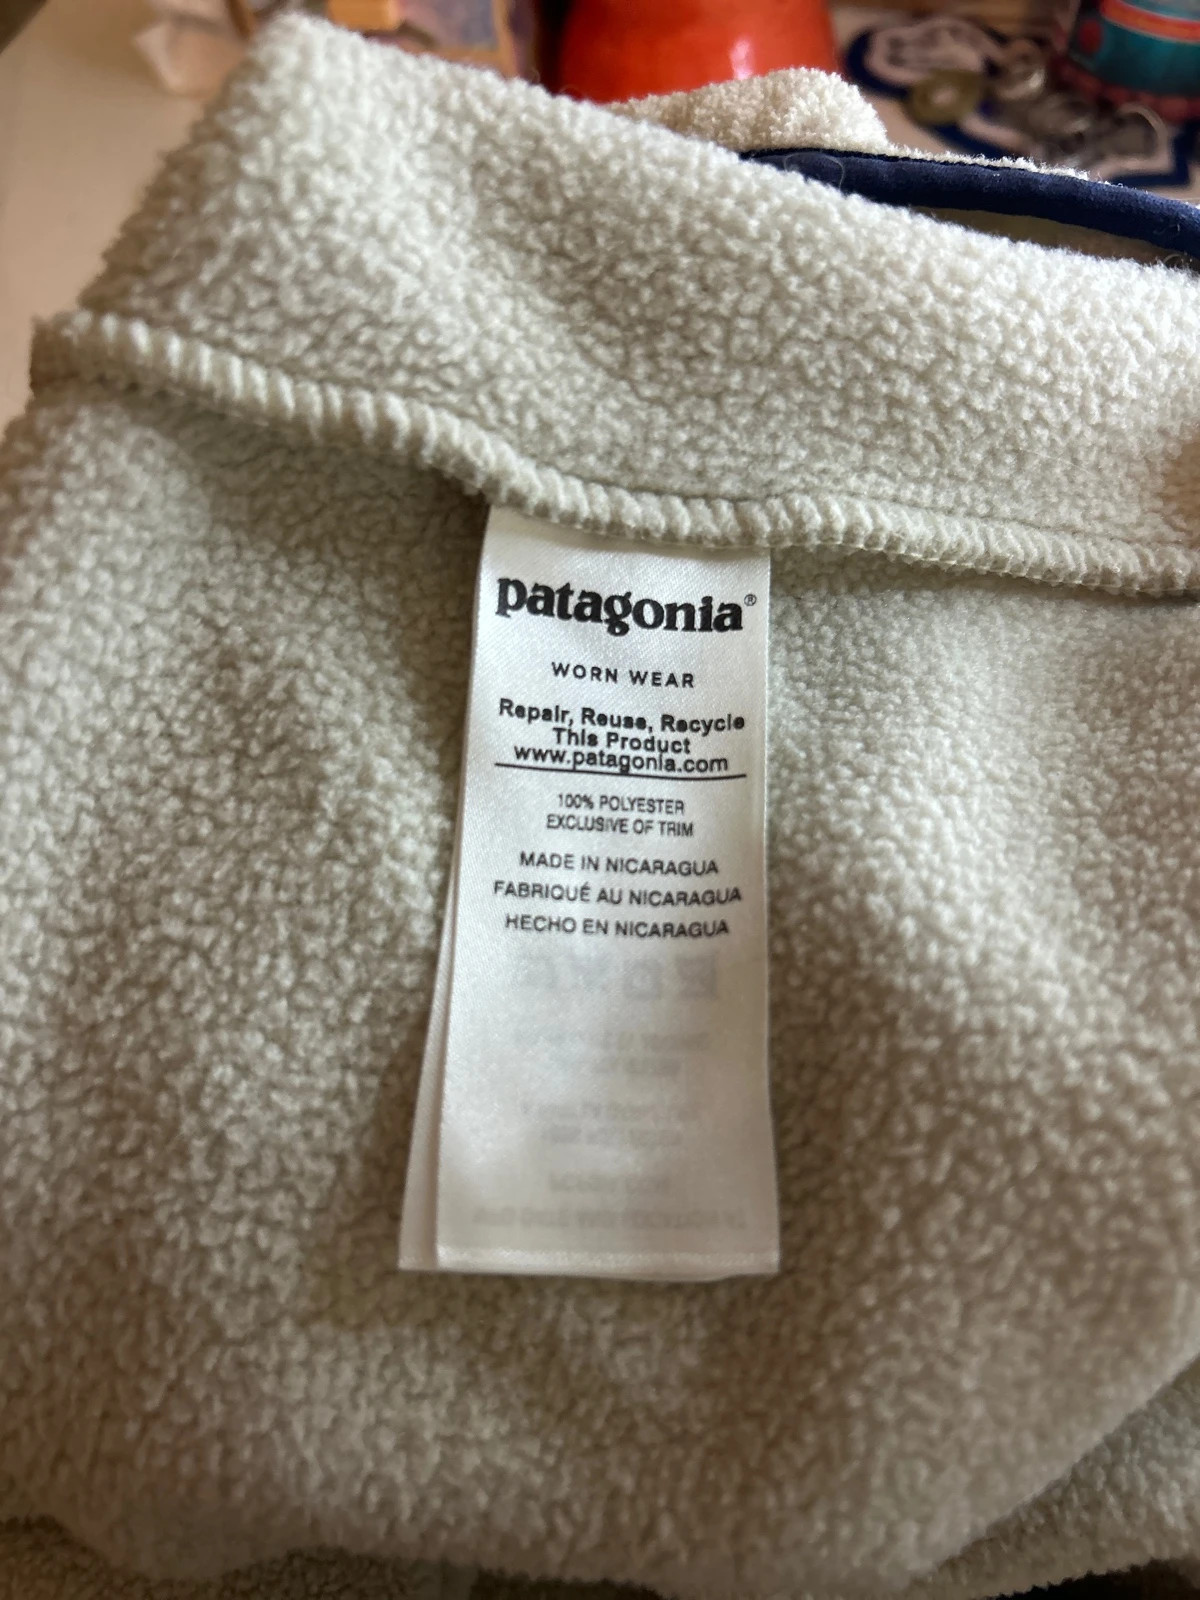 patagonia®
WORN WEAR
Repair, Reuse, Recycle
This Product
www.patagonia.com
100% POLYESTER
EXCLUSIVE OF TRIM
MADE IN NICARAGUA
FABRIQUÉ AU NICARAGUA
HECHO EN NICARAGUA